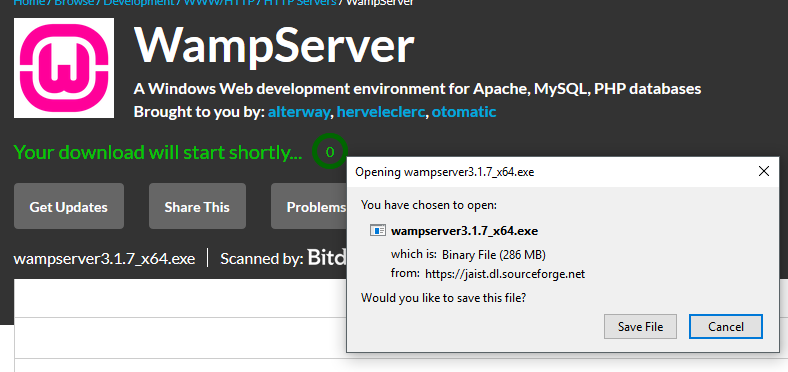 Home / Browse / Development / WWW/HTTP / HTTP Servers / WampServer
WampServer
A Windows Web development environment for Apache, MySQL, PHP databases
Brought to you by: alterway, herveleclerc, otomatic
Your download will start shortly... 0
Get Updates
Share This
Problems
wampserver3.1.7_x64.exe
Scanned by: Bitd
Opening wampserver3.1.7_x64.exe
You have chosen to open:
wampserver3.1.7_x64.exe
which is: Binary File (286 MB)
from: https://jaist.dl.sourceforge.net
Would you like to save this file?
Save File
Cancel